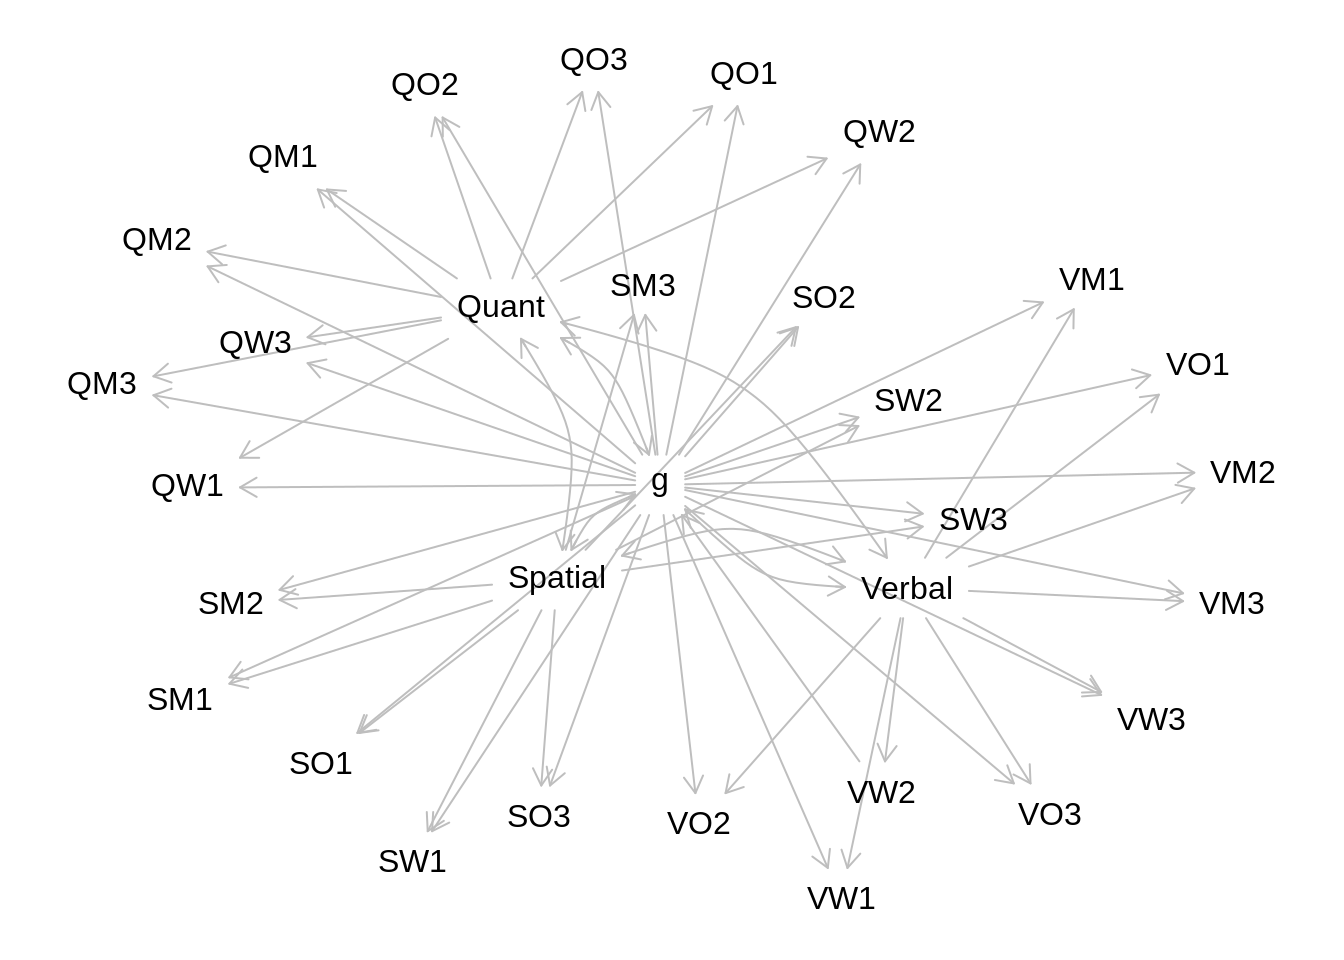 QO3
QO1
QO2
QW2
QM1
QM2
VM1
SM3
SO2
Quant
QW3
VO1
QM3
SW2
VM2
g
QW1
SW3
Spatial
Verbal
SM2
VM3
SM1
VW3
SO1
VW2
VO3
SO3
VO2
SW1
VW1